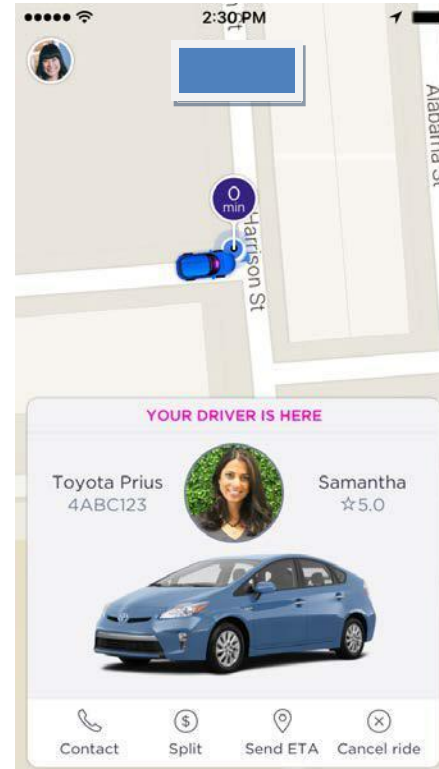 2:30 PM
St
Alabama St
0
min
Harrison St
YOUR DRIVER IS HERE
Toyota Prius
Samantha
4ABC123
☆5.0
$
Contact
Split
Send ETA
Cancel ride